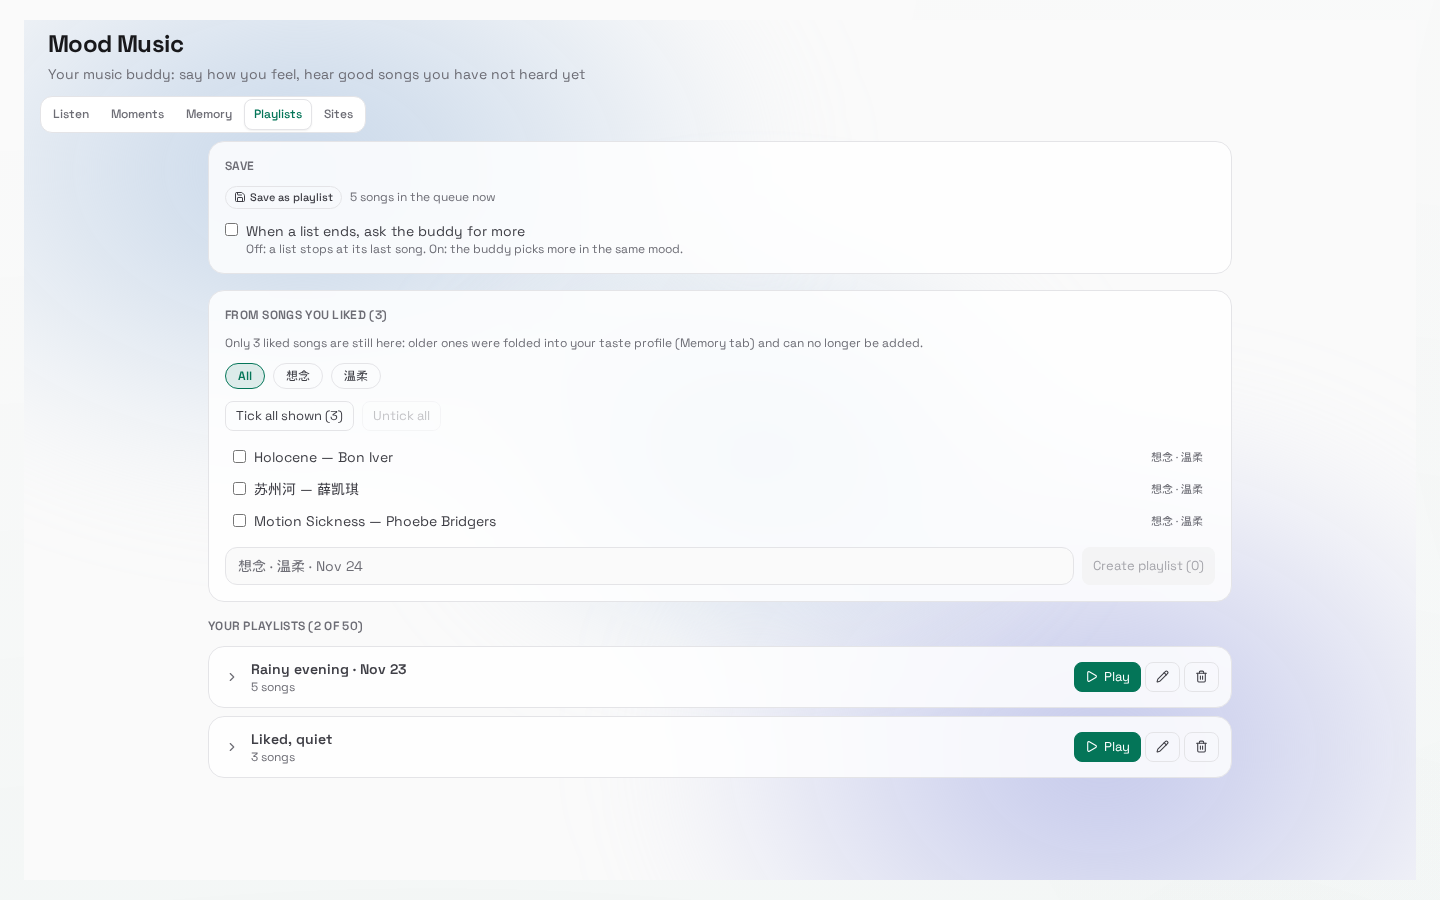 Mood Music
Your music buddy: say how you feel, hear good songs you have not heard yet
Listen Moments Memory Playlists Sites
SAVE
Save as playlist 5 songs in the queue now
When a list ends, ask the buddy for more
Off: a list stops at its last song. On: the buddy picks more in the same mood.
FROM SONGS YOU LIKED (3)
Only 3 liked songs are still here: older ones were folded into your taste profile (Memory tab) and can no longer be added.
All 想念 温柔
Tick all shown (3) Untick all
Holocene — Bon Iver 想念 · 温柔
苏州河 — 薛凯琪 想念 · 温柔
Motion Sickness — Phoebe Bridgers 想念 · 温柔
想念 · 温柔 · Nov 24 Create playlist (0)
YOUR PLAYLISTS (2 OF 50)
Rainy evening · Nov 23
5 songs
Play
Liked, quiet
3 songs
Play